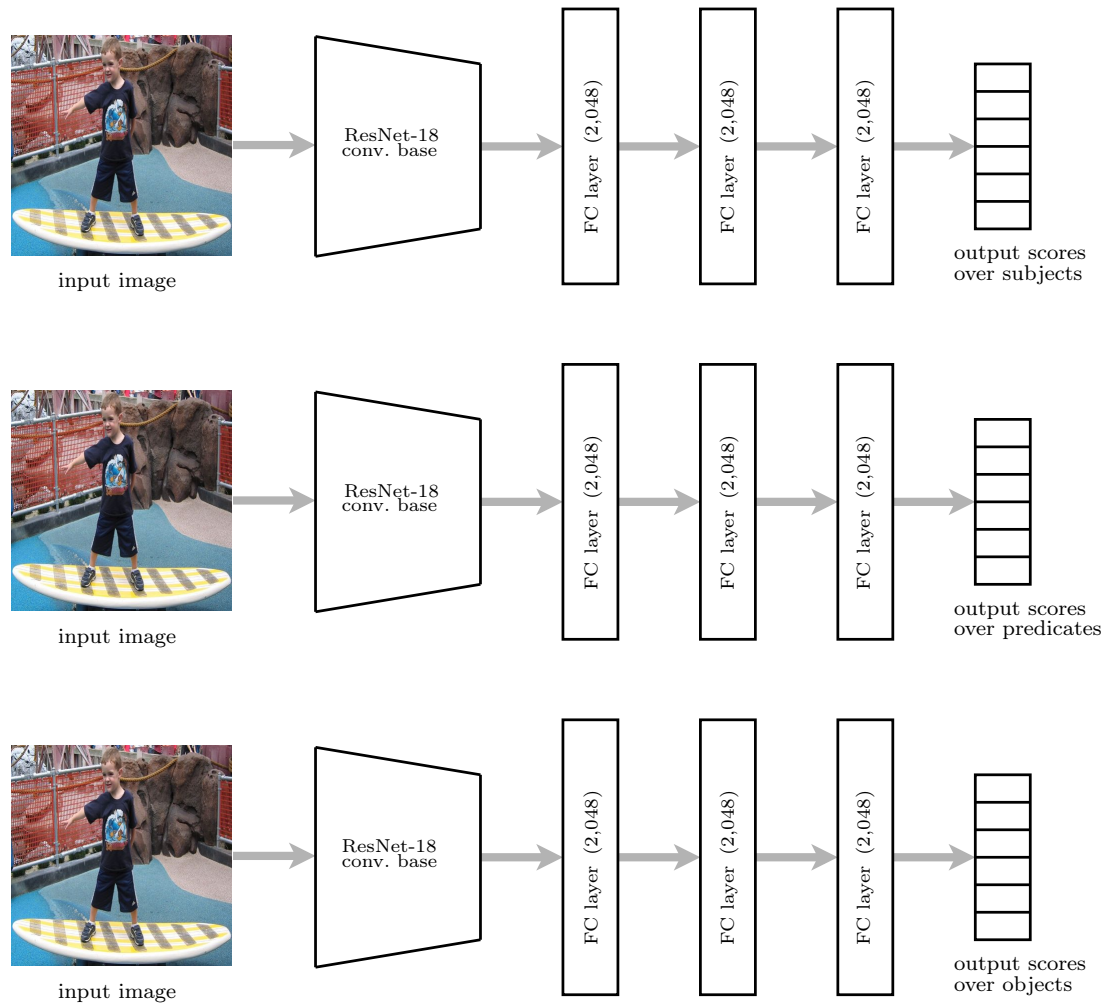 ResNet-18
conv. base
FC layer (2,048)
FC layer (2,048)
FC layer (2,048)
output scores
over subjects
input image
ResNet-18
conv. base
FC layer (2,048)
FC layer (2,048)
FC layer (2,048)
output scores
over predicates
input image
ResNet-18
conv. base
FC layer (2,048)
FC layer (2,048)
FC layer (2,048)
output scores
over objects
input image